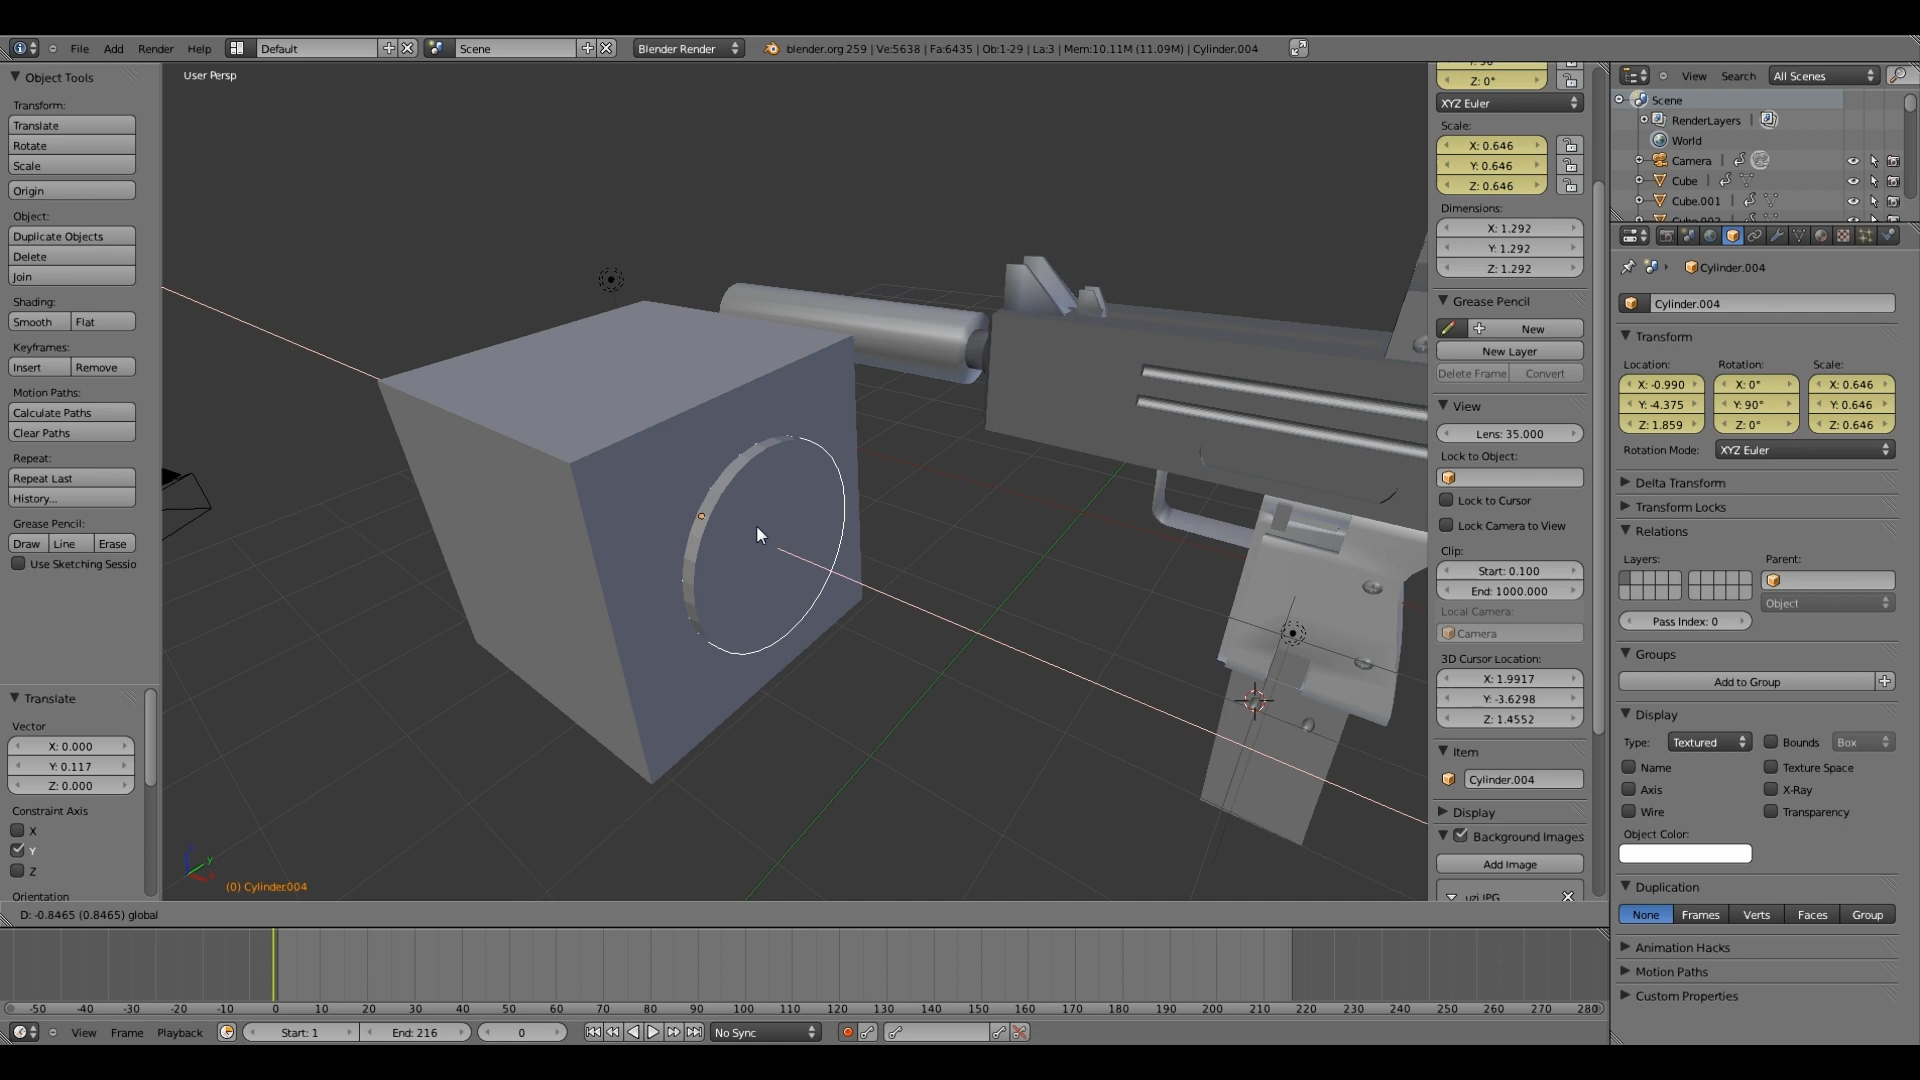 File Add Render Help Default Scene Blender Render blender.org 259 | Ve:5638 | Fa:6435 | Ob:1-29 | La:3 | Mem:10.11M (11.09M) | Cylinder.004
Object Tools
Transform:
Translate
Rotate
Scale
Origin
Object:
Duplicate Objects
Delete
Join
Shading:
Smooth Flat
Keyframes:
Insert Remove
Motion Paths:
Calculate Paths
Clear Paths
Repeat:
Repeat Last
History...
Grease Pencil:
Draw Line Erase
Use Sketching Sessio
Translate
Vector
X: 0.000
Y: 0.117
Z: 0.000
Constraint Axis
X
Y
Z
Orientation
User Persp
(0) Cylinder.004
D: -0.8465 (0.8465) global
Z: 0°
XYZ Euler
Scale:
X: 0.646
Y: 0.646
Z: 0.646
Dimensions:
X: 1.292
Y: 1.292
Z: 1.292
Grease Pencil
New
New Layer
Delete Frame Convert
View
Lens: 35.000
Lock to Object:
Lock to Cursor
Lock Camera to View
Clip:
Start: 0.100
End: 1000.000
Local Camera:
Camera
3D Cursor Location:
X: 1.9917
Y: -3.6298
Z: 1.4552
Item
Cylinder.004
Display
Background Images
Add Image
uzi.JPG
View Search All Scenes
Scene
RenderLayers |
World
Camera |
Cube |
Cube.001 |
Cylinder.004
Cylinder.004
Transform
Location: Rotation: Scale:
X: -0.990 X: 0° X: 0.646
Y: -4.375 Y: 90° Y: 0.646
Z: 1.859 Z: 0° Z: 0.646
Rotation Mode: XYZ Euler
Delta Transform
Transform Locks
Relations
Layers: Parent:
Object
Pass Index: 0
Groups
Add to Group
Display
Type: Textured Bounds Box
Name Texture Space
Axis X-Ray
Wire Transparency
Object Color:
Duplication
None Frames Verts Faces Group
Animation Hacks
Motion Paths
Custom Properties
-50 -40 -30 -20 -10 0 10 20 30 40 50 60 70 80 90 100 110 120 130 140 150 160 170 180 190 200 210 220 230 240 250 260 270 280
View Frame Playback Start: 1 End: 216 0 No Sync